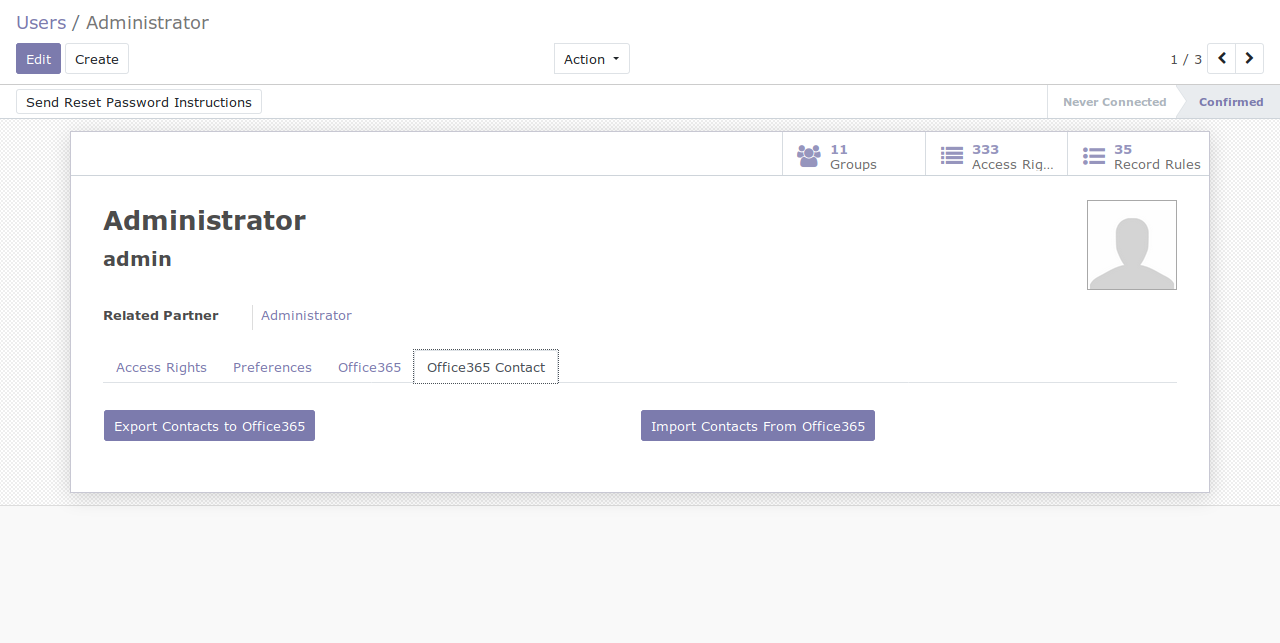 Users / Administrator
Edit Create Action 1 / 3
Send Reset Password Instructions Never Connected Confirmed
11 Groups
333 Access Rig...
35 Record Rules
Administrator
admin
Related Partner Administrator
Access Rights Preferences Office365 Office365 Contact
Export Contacts to Office365 Import Contacts From Office365